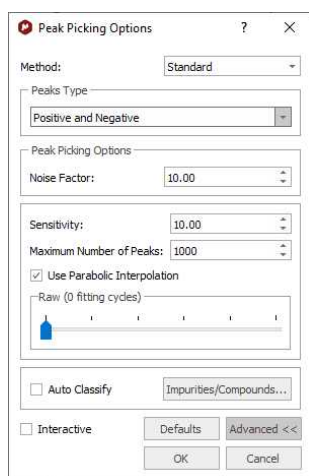 Peak Picking Options ? ×
Method: Standard
Peaks Type
Positive and Negative
Peak Picking Options
Noise Factor: 10.00
Sensitivity: 10.00
Maximum Number of Peaks: 1000
Use Parabolic Interpolation
Raw (0 fitting cycles)
Auto Classify Impurities/Compounds...
Interactive Defaults Advanced <<
OK Cancel